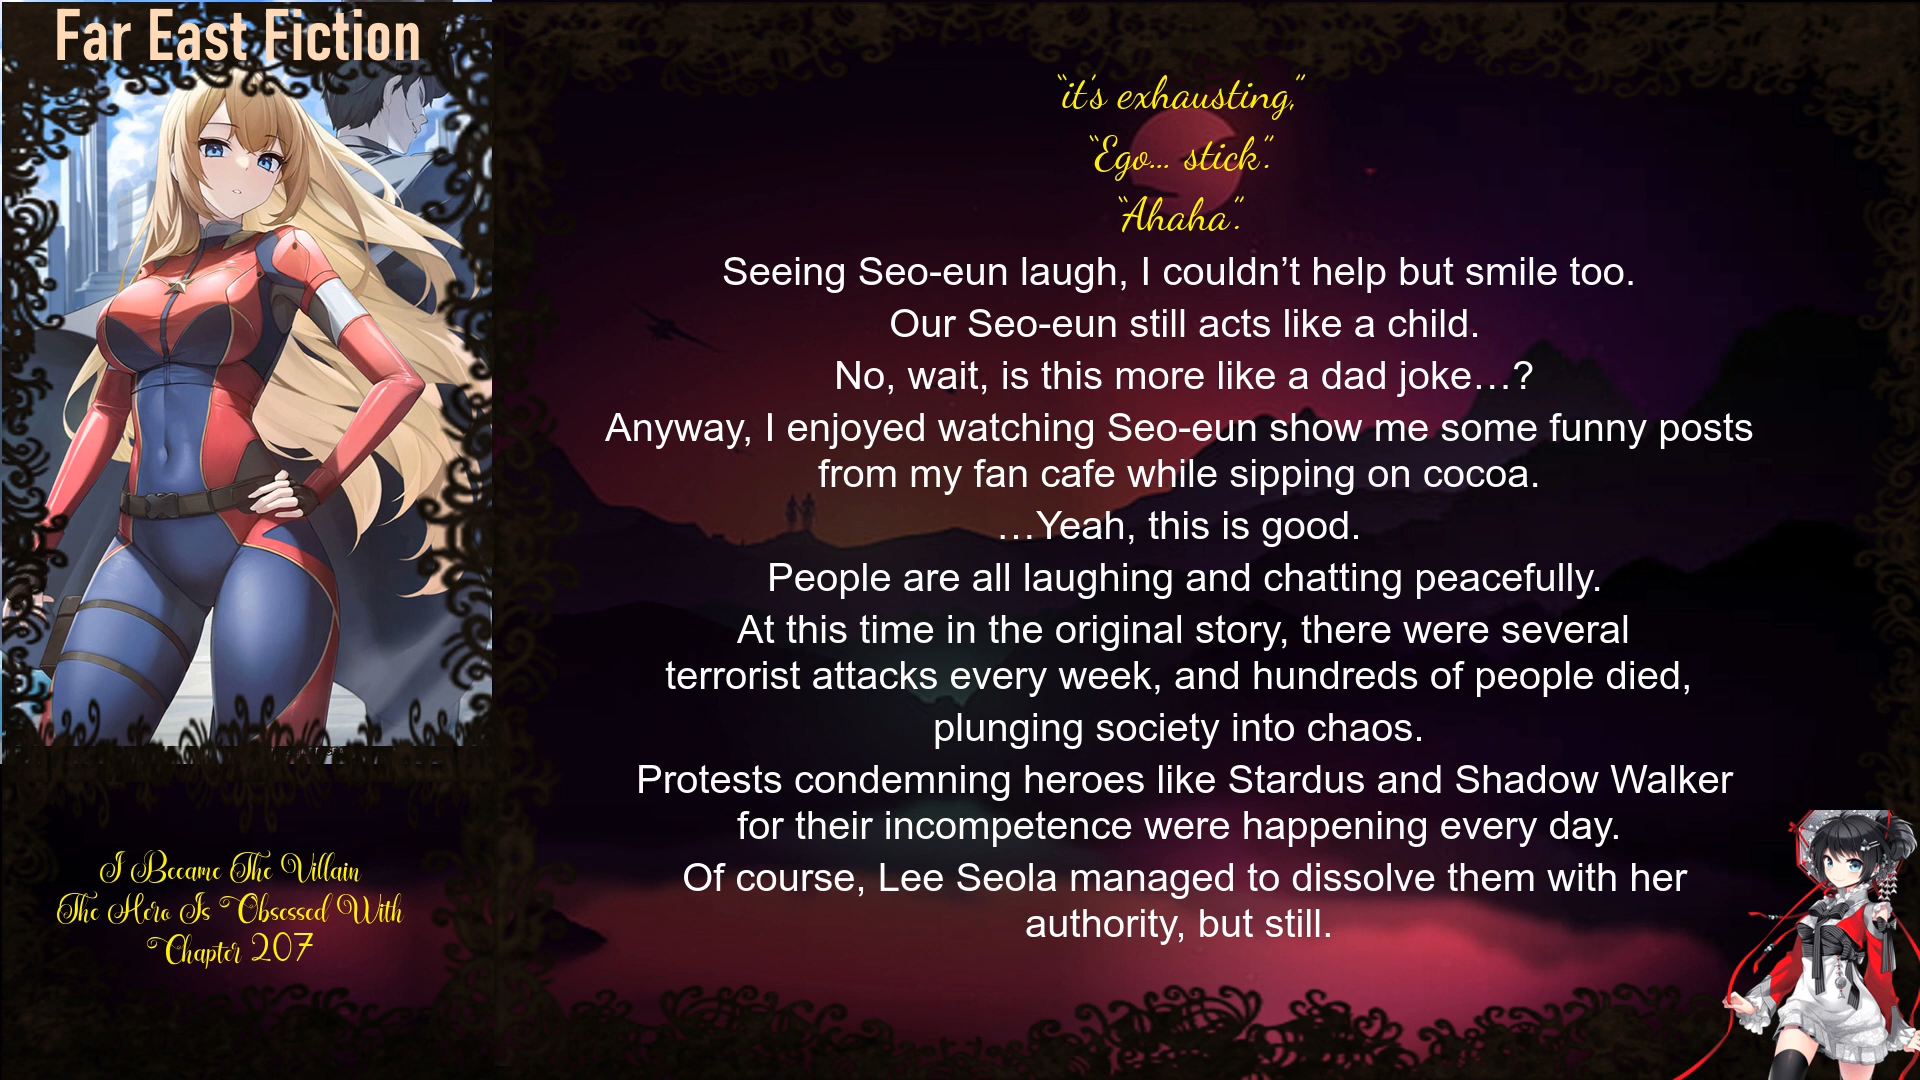 Far East Fiction
“it’s exhausting,”
“Ego... stick”.
“Ahaha”.
Seeing Seo-eun laugh, I couldn’t help but smile too.
Our Seo-eun still acts like a child.
No, wait, is this more like a dad joke…?
Anyway, I enjoyed watching Seo-eun show me some funny posts
from my fan cafe while sipping on cocoa.
…Yeah, this is good.
People are all laughing and chatting peacefully.
At this time in the original story, there were several
terrorist attacks every week, and hundreds of people died,
plunging society into chaos.
Protests condemning heroes like Stardus and Shadow Walker
for their incompetence were happening every day.
Of course, Lee Seola managed to dissolve them with her
authority, but still.
I Became The Villain
The Hero Is Obsessed With
Chapter 207